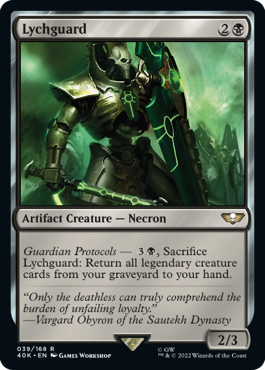 Lychguard 2
Artifact Creature — Necron
Guardian Protocols — 3, Sacrifice
Lychguard: Return all legendary creature
cards from your graveyard to your hand.
"Only the deathless can truly comprehend the
burden of unfailing loyalty."
—Vargard Obyron of the Sautekh Dynasty
2/3
039/168 R
40K • EN Games Workshop
© GW
™ & © 2022 Wizards of the Coast